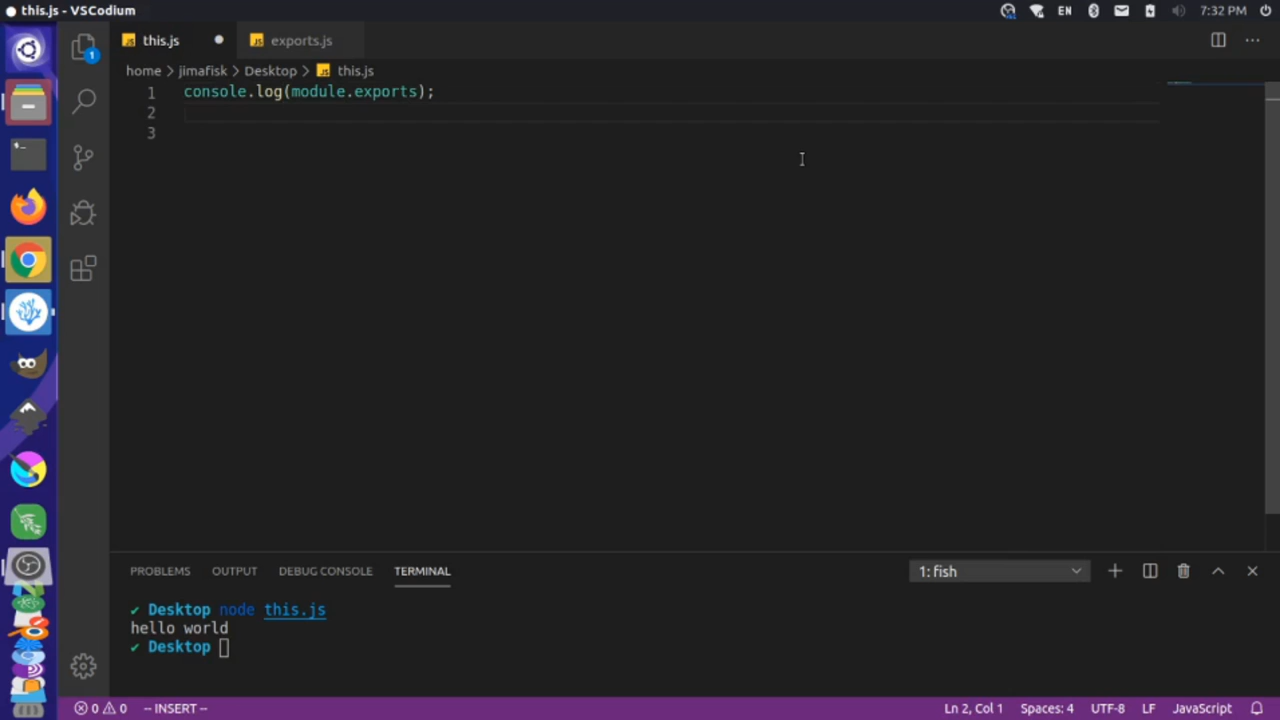 this.js - VSCodium
EN
7:32 PM
this.js
exports.js
home
jimafisk
Desktop
this.js
1
console.log(module.exports);
2
3
1
PROBLEMS
OUTPUT
DEBUG CONSOLE
TERMINAL
1: fish
✔ Desktop node this.js
hello world
✔ Desktop
0
0
-- INSERT --
Ln 2, Col 1
Spaces: 4
UTF-8
LF
JavaScript